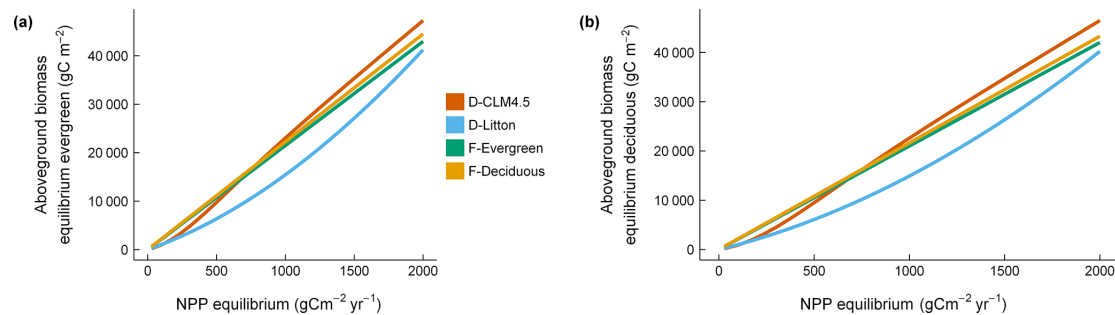 (a)
Aboveground biomass
equilibrium evergreen (gC m⁻²)
40 000
30 000
20 000
10 000
0
0 500 1000 1500 2000
NPP equilibrium (gCm⁻² yr⁻¹)
D-CLM4.5
D-Litton
F-Evergreen
F-Deciduous
(b)
Aboveground biomass
equilibrium deciduous (gC m⁻²)
40 000
30 000
20 000
10 000
0
0 500 1000 1500 2000
NPP equilibrium (gCm⁻² yr⁻¹)